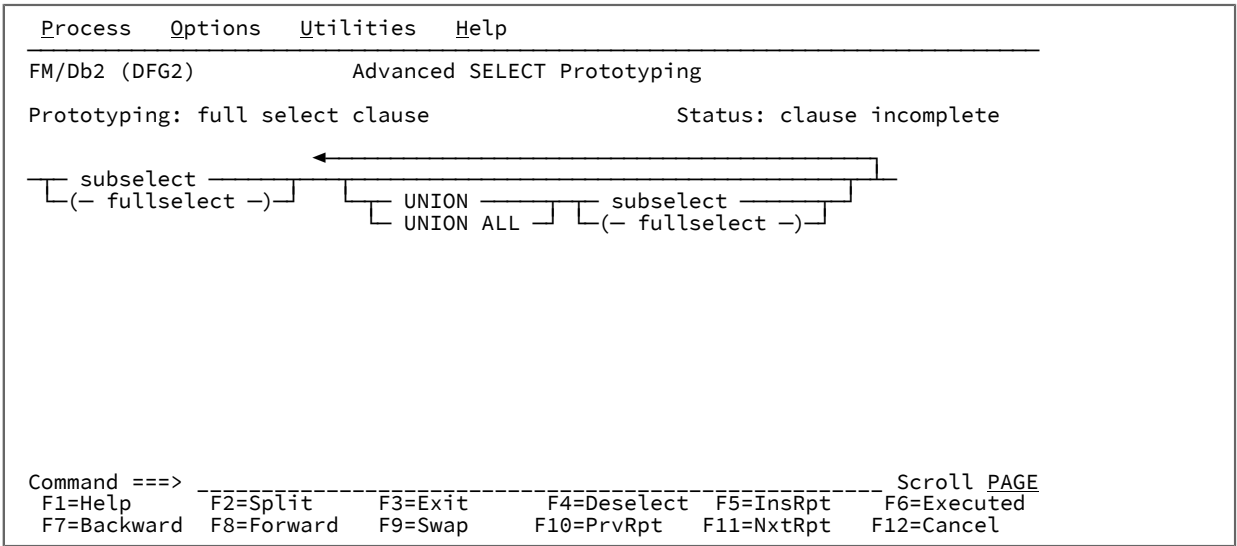 Process Options Utilities Help
FM/Db2 (DFG2) Advanced SELECT Prototyping
Prototyping: full select clause Status: clause incomplete
subselect
(— fullselect —) UNION subselect
UNION ALL (— fullselect —)
Command ===> Scroll PAGE
F1=Help F2=Split F3=Exit F4=Deselect F5=InsRpt F6=Executed
F7=Backward F8=Forward F9=Swap F10=PrvRpt F11=NxtRpt F12=Cancel